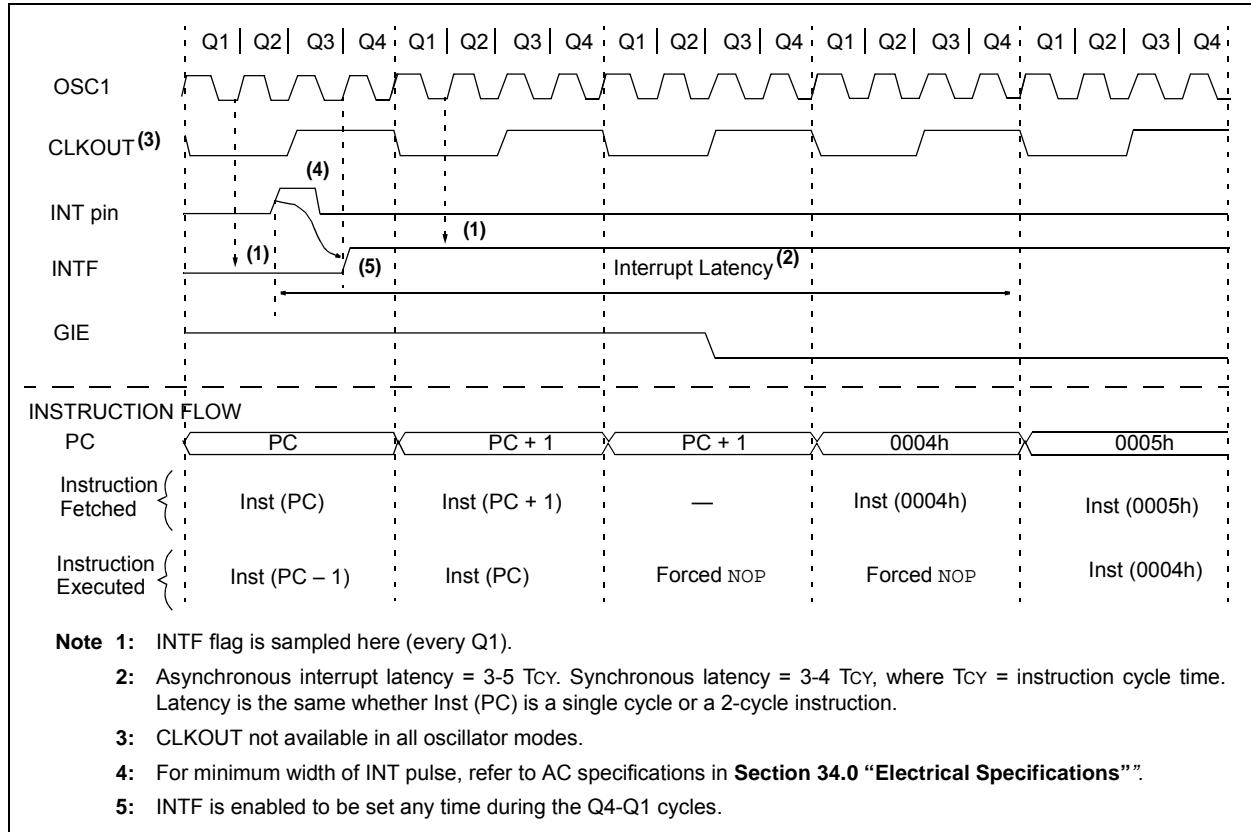 Q1 | Q2 | Q3 | Q4 Q1 | Q2 | Q3 | Q4 Q1 | Q2 | Q3 | Q4 Q1 | Q2 | Q3 | Q4 Q1 | Q2 | Q3 | Q4
OSC1
CLKOUT (3)
(4)
INT pin
(1) (1)
INTF (5) Interrupt Latency (2)
GIE
INSTRUCTION FLOW
PC PC PC + 1 PC + 1 0004h 0005h
Instruction
Fetched
Inst (PC) Inst (PC + 1) — Inst (0004h) Inst (0005h)
Instruction
Executed
Inst (PC – 1) Inst (PC) Forced NOP Forced NOP Inst (0004h)
Note 1: INTF flag is sampled here (every Q1).
2: Asynchronous interrupt latency = 3-5 TCY. Synchronous latency = 3-4 TCY, where TCY = instruction cycle time.
Latency is the same whether Inst (PC) is a single cycle or a 2-cycle instruction.
3: CLKOUT not available in all oscillator modes.
4: For minimum width of INT pulse, refer to AC specifications in Section 34.0 “Electrical Specifications””.
5: INTF is enabled to be set any time during the Q4-Q1 cycles.